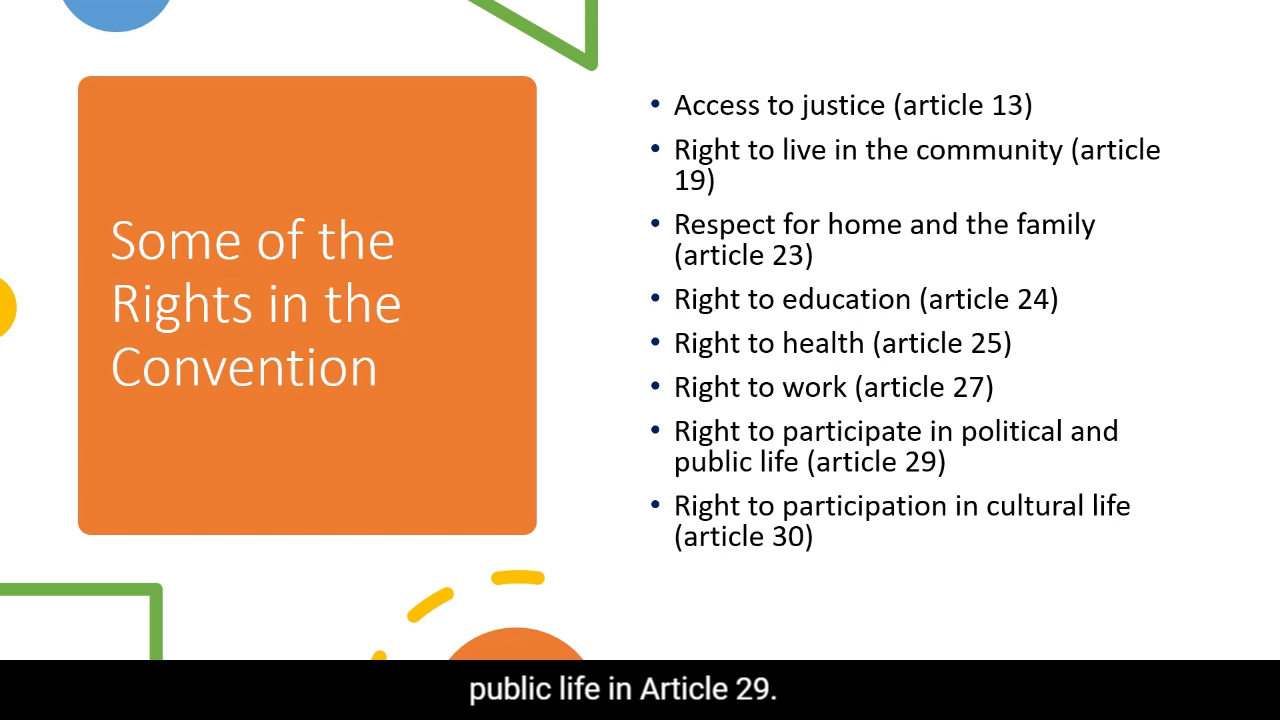 Some of the
Rights in the
Convention
• Access to justice (article 13)
• Right to live in the community (article
19)
• Respect for home and the family
(article 23)
• Right to education (article 24)
• Right to health (article 25)
• Right to work (article 27)
• Right to participate in political and
public life (article 29)
• Right to participation in cultural life
(article 30)
public life in Article 29.